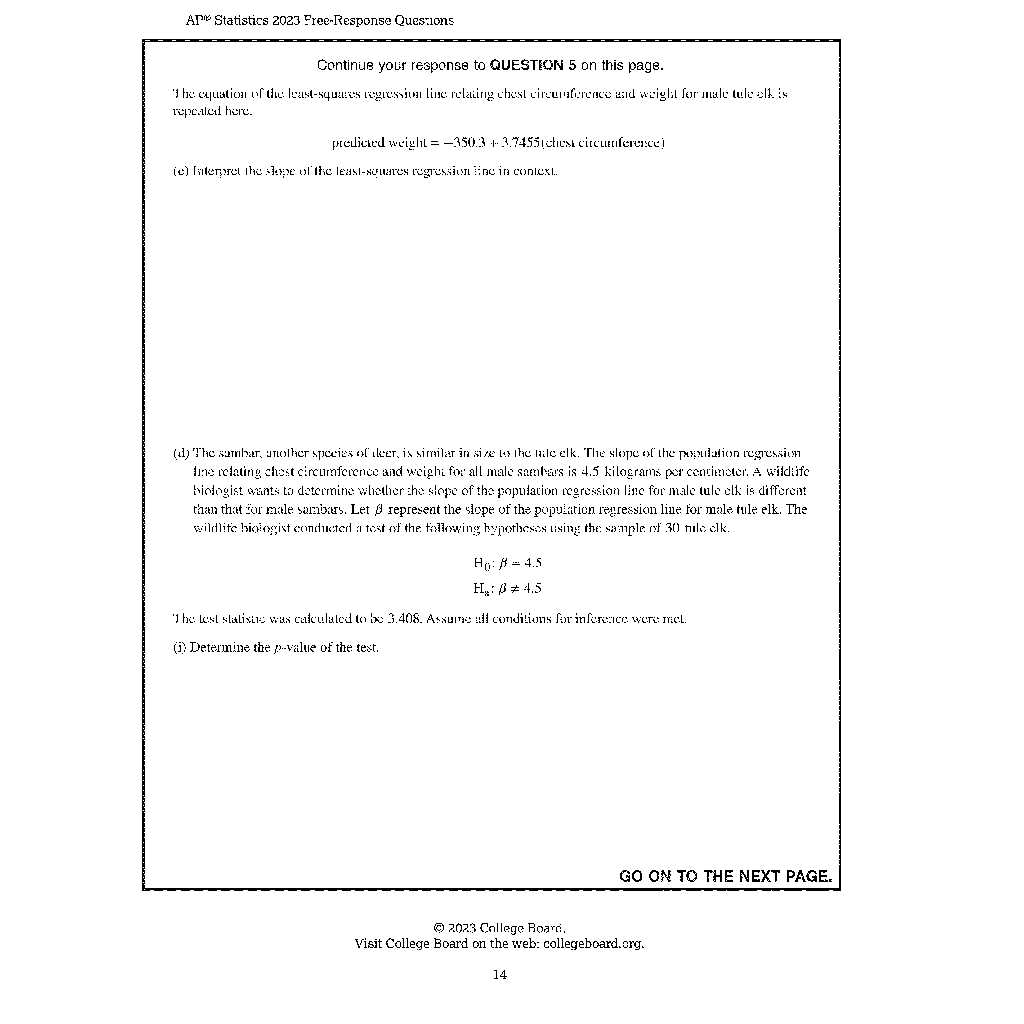 AP® Statistics 2023 Free-Response Questions
Continue your response to QUESTION 5 on this page.
The equation of the least-squares regression line relating chest circumference and weight for male tule elk is
repeated here.
predicted weight = −350.3 + 3.7455(chest circumference)
(c) Interpret the slope of the least-squares regression line in context.
(d) The sambar, another species of deer, is similar in size to the tule elk. The slope of the population regression
line relating chest circumference and weight for all male sambars is 4.5 kilograms per centimeter. A wildlife
biologist wants to determine whether the slope of the population regression line for male tule elk is different
than that for male sambars. Let β represent the slope of the population regression line for male tule elk. The
wildlife biologist conducted a test of the following hypotheses using the sample of 30 tule elk.
H₀: β = 4.5
Hₐ: β ≠ 4.5
The test statistic was calculated to be 3.408. Assume all conditions for inference were met.
(i) Determine the p-value of the test.
GO ON TO THE NEXT PAGE.
© 2023 College Board.
Visit College Board on the web: collegeboard.org.
14